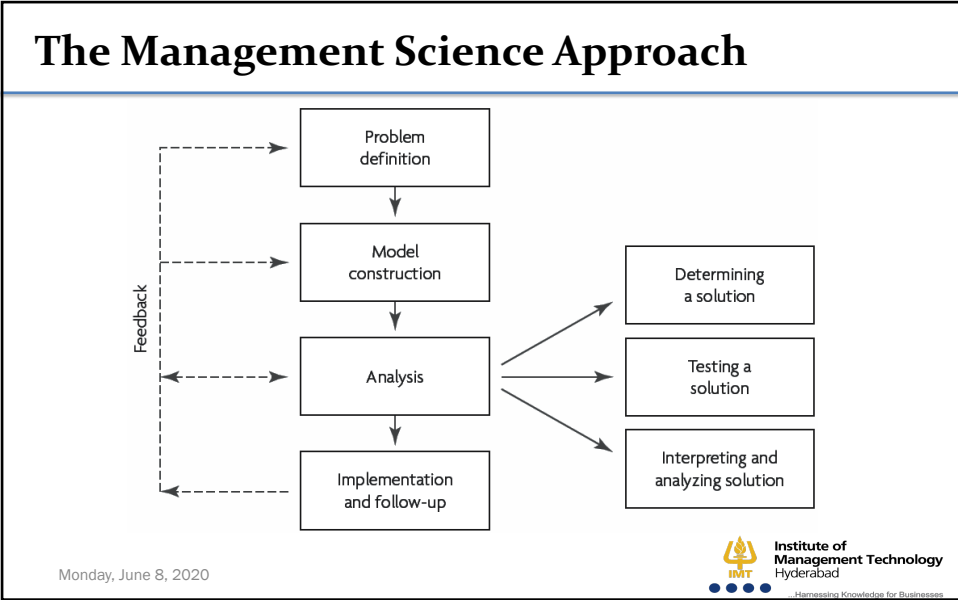 The Management Science Approach
Problem
definition
Model
construction
Feedback
Analysis
Implementation
and follow-up
Determining
a solution
Testing a
solution
Interpreting and
analyzing solution
Monday, June 8, 2020
IMT
Institute of
Management Technology
Hyderabad
...Harnessing Knowledge for Businesses